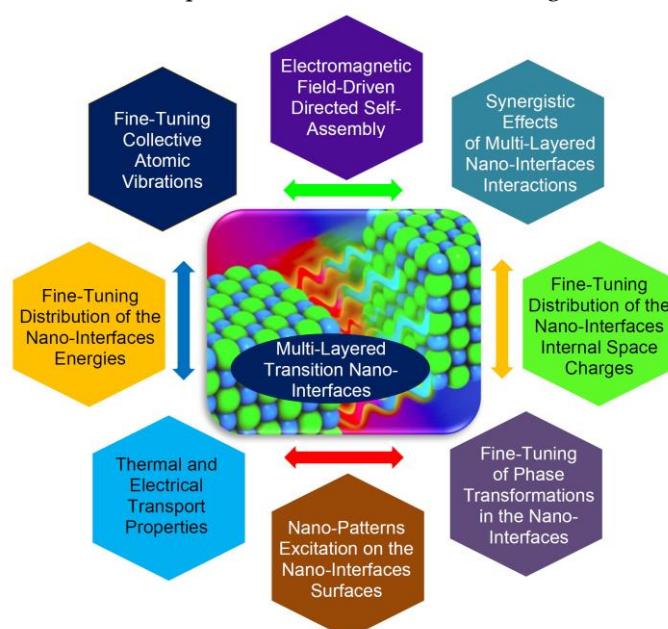 Electromagnetic
Field-Driven
Directed Self-
Assembly
Fine-Tuning
Collective
Atomic
Vibrations
Synergistic
Effects
of Multi-Layered
Nano-Interfaces
Interactions
Fine-Tuning
Distribution of the
Nano-Interfaces
Energies
Multi-Layered
Transition Nano-
Interfaces
Fine-Tuning
Distribution of the
Nano-Interfaces
Internal Space
Charges
Thermal and
Electrical
Transport
Properties
Nano-Patterns
Excitation on the
Nano-Interfaces
Surfaces
Fine-Tuning
of Phase
Transformations
in the Nano-
Interfaces